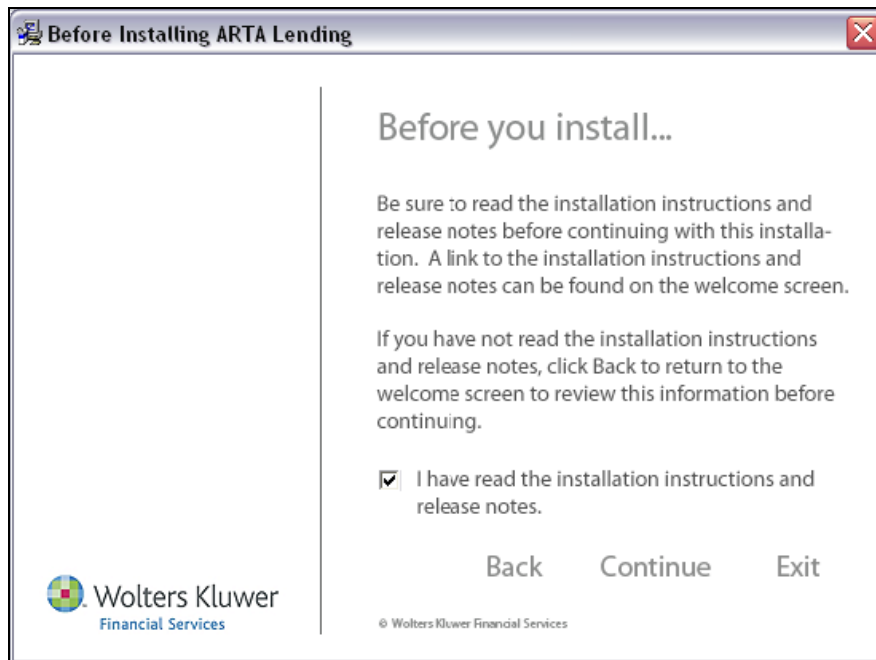 Before Installing ARTA Lending
Before you install...
Be sure to read the installation instructions and
release notes before continuing with this installa-
tion. A link to the installation instructions and
release notes can be found on the welcome screen.
If you have not read the installation instructions
and release notes, click Back to return to the
welcome screen to review this information before
continuing.
I have read the installation instructions and
release notes.
Back Continue Exit
Wolters Kluwer
Financial Services
© Wolters Kluwer Financial Services